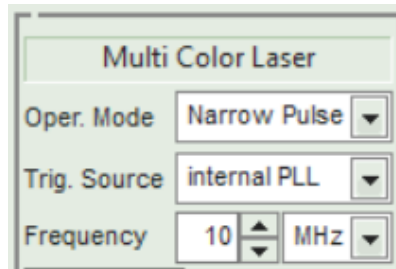 Multi Color Laser
Oper. Mode Narrow Pulse
Trig. Source internal PLL
Frequency 10 MHz